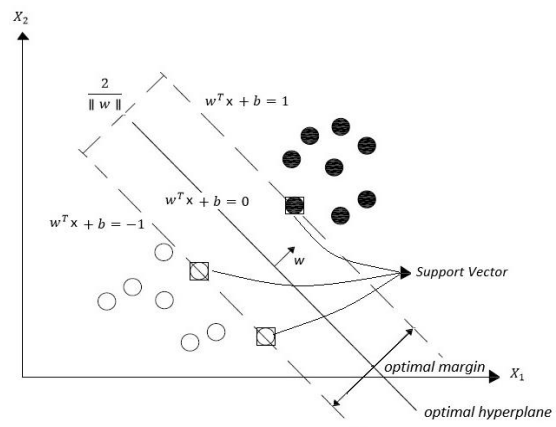 X₂
2
‖ w ‖
wᵀx + b = 1
wᵀx + b = 0
wᵀx + b = −1
w
Support Vector
optimal margin
X₁
optimal hyperplane